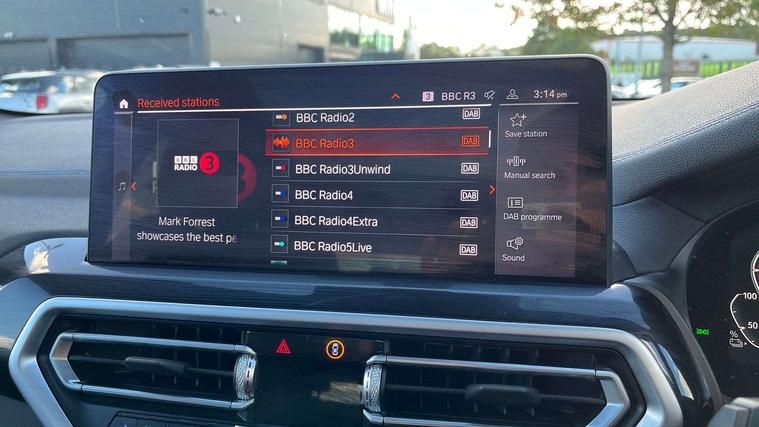 Received stations
3 BBC R3
3:14 pm
BBC
RADIO 3
Mark Forrest
showcases the best pe
BBC Radio2 DAB
BBC Radio3 DAB
BBC Radio3Unwind DAB
BBC Radio4 DAB
BBC Radio4Extra DAB
BBC Radio5Live DAB
Save station
Manual search
DAB programme
Sound
100
50
%